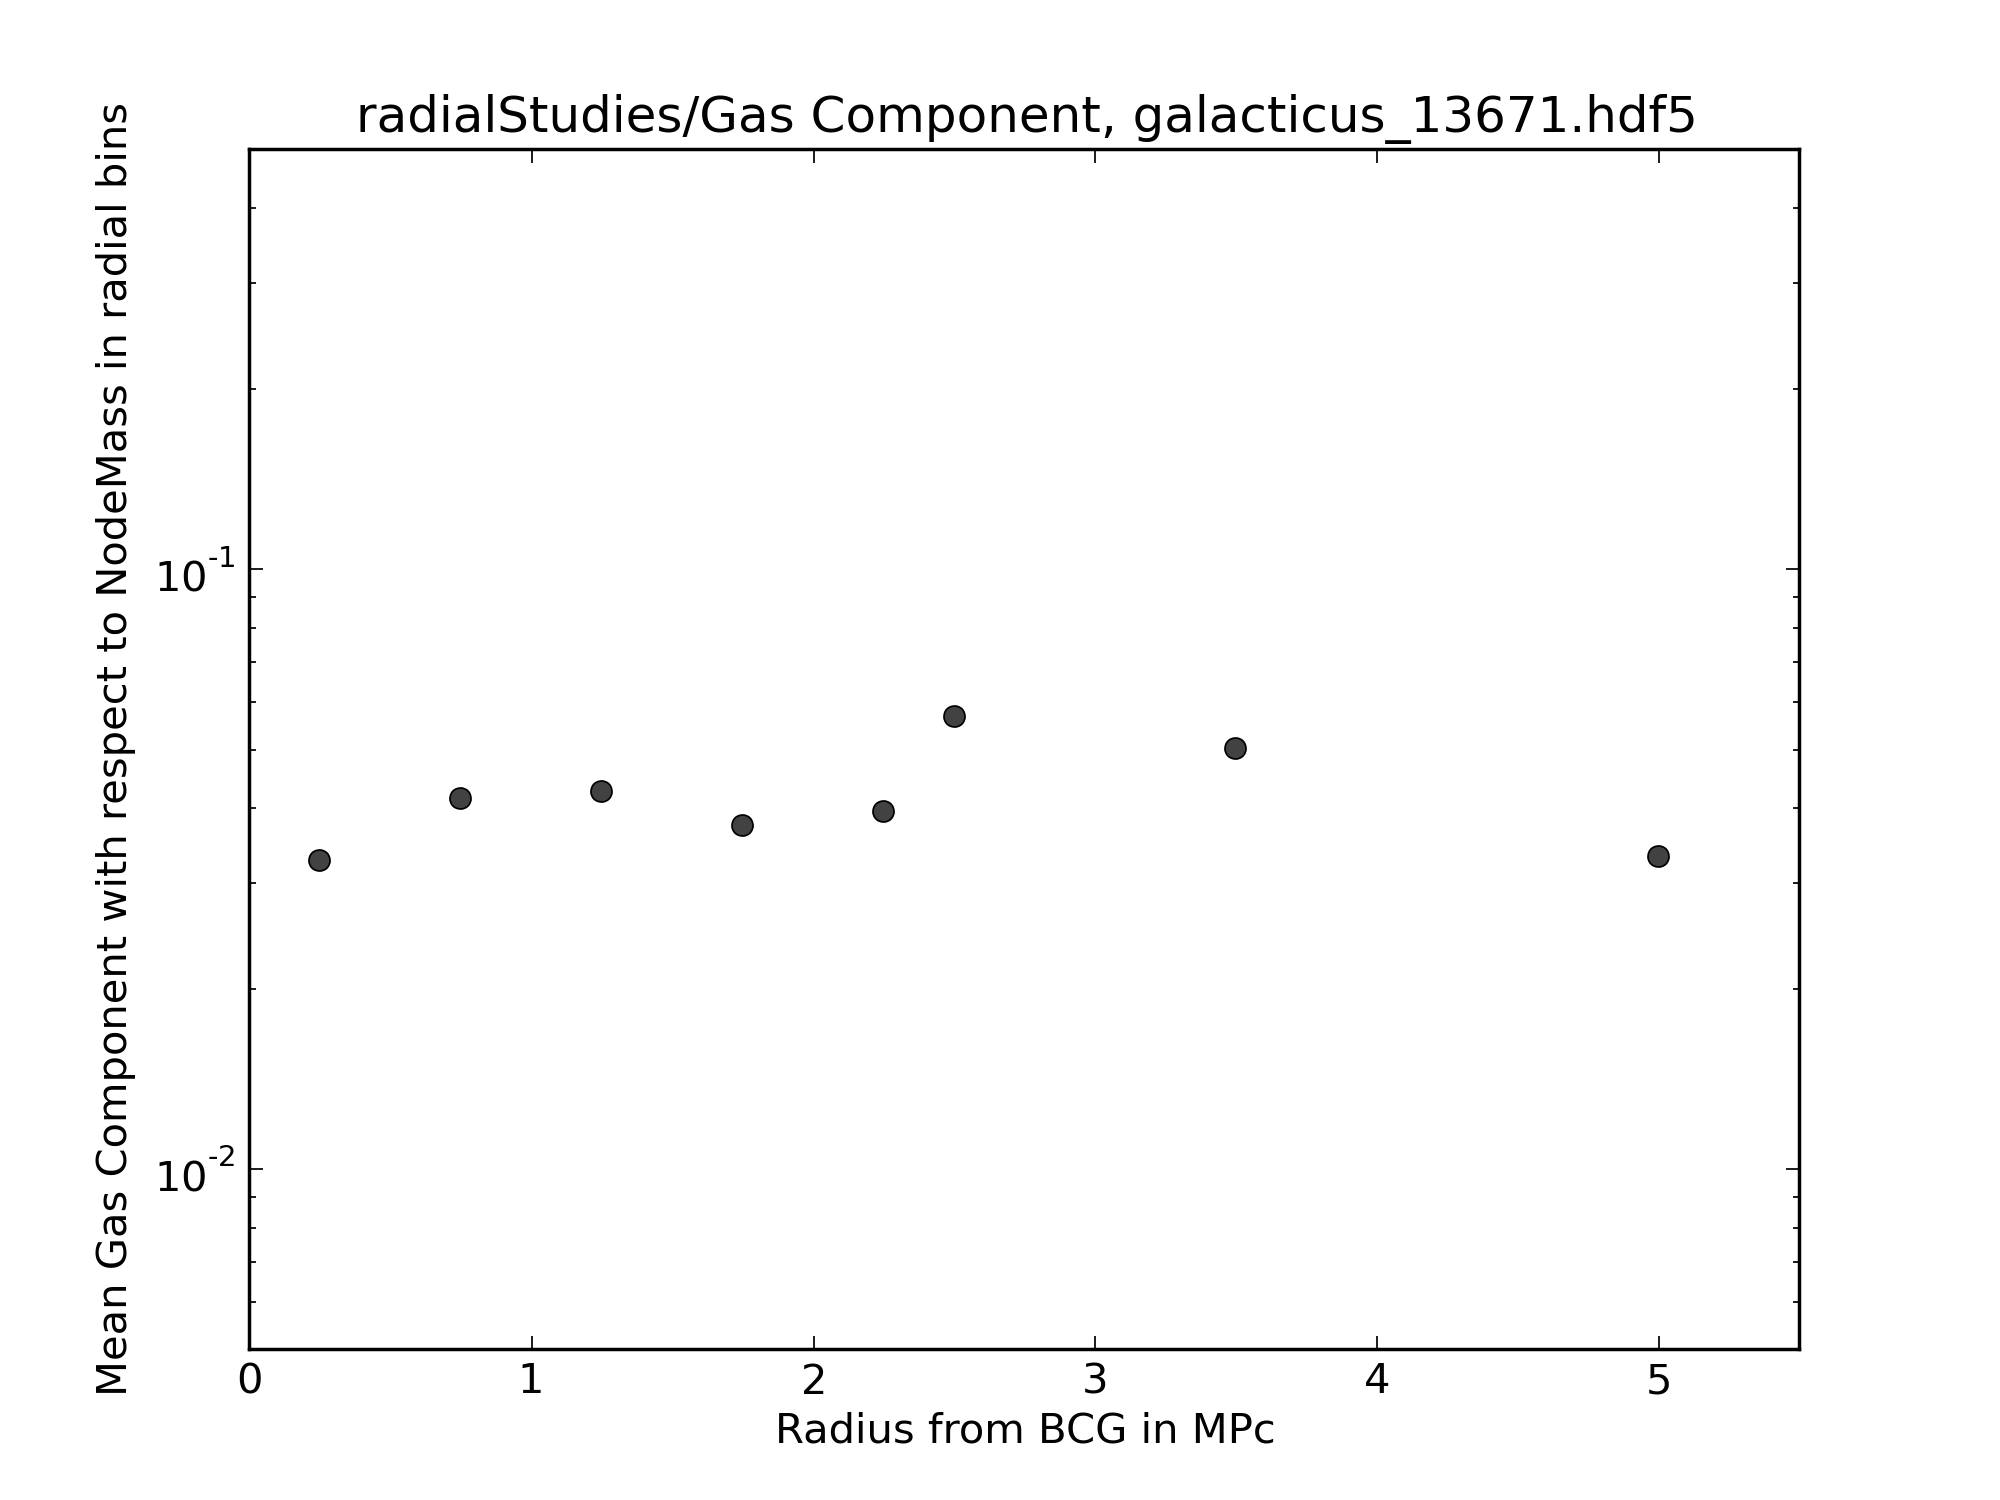 radialStudies/Gas Component, galacticus_13671.hdf5
Mean Gas Component with respect to NodeMass in radial bins
10^-1
10^-2
0 1 2 3 4 5
Radius from BCG in MPc